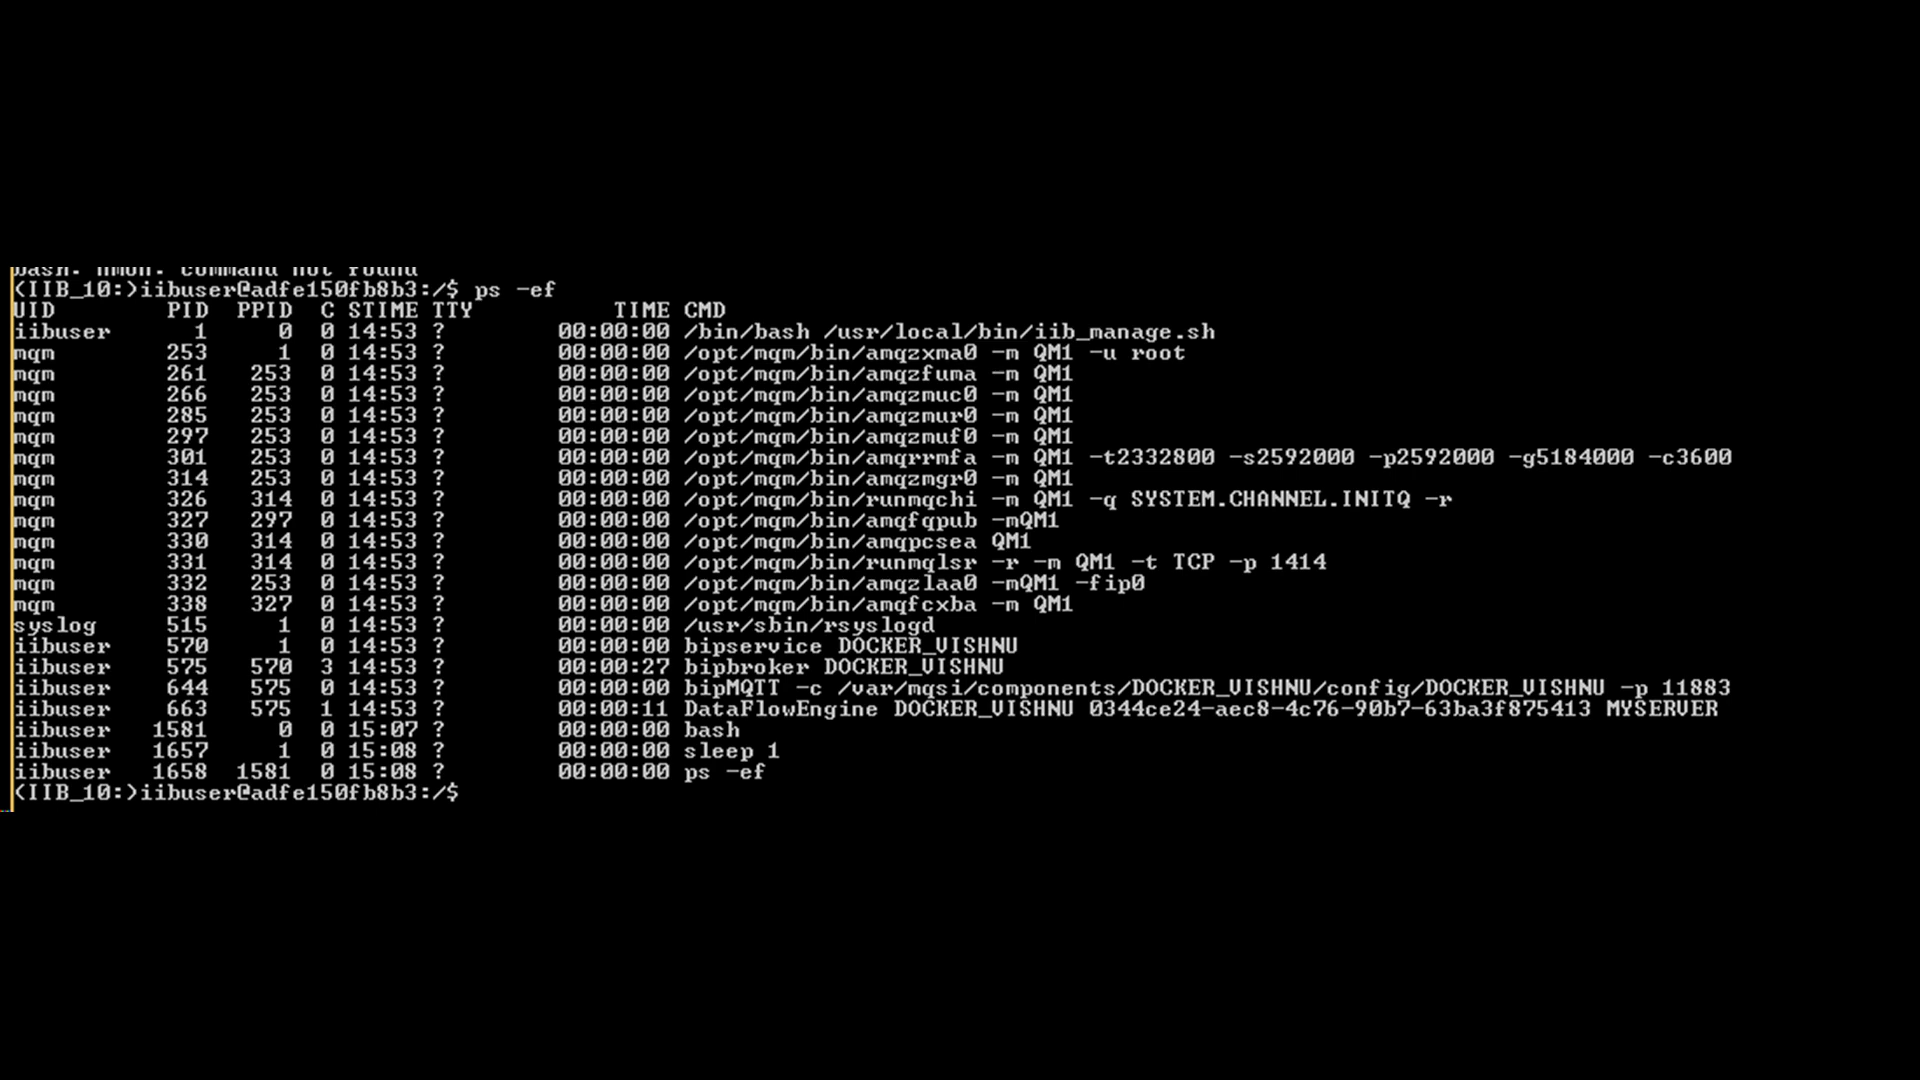 bash: nmon: command not found
(IIB_10:)iibuser@adfe150fb8b3:/$ ps -ef
UID        PID  PPID  C STIME TTY          TIME CMD
iibuser      1     0  0 14:53 ?        00:00:00 /bin/bash /usr/local/bin/iib_manage.sh
mqm        253     1  0 14:53 ?        00:00:00 /opt/mqm/bin/amqzxma0 -m QM1 -u root
mqm        261   253  0 14:53 ?        00:00:00 /opt/mqm/bin/amqzfuma -m QM1
mqm        266   253  0 14:53 ?        00:00:00 /opt/mqm/bin/amqzmuc0 -m QM1
mqm        285   253  0 14:53 ?        00:00:00 /opt/mqm/bin/amqzmur0 -m QM1
mqm        297   253  0 14:53 ?        00:00:00 /opt/mqm/bin/amqzmuf0 -m QM1
mqm        301   253  0 14:53 ?        00:00:00 /opt/mqm/bin/amqrrmfa -m QM1 -t2332800 -s2592000 -p2592000 -g5184000 -c3600
mqm        314   253  0 14:53 ?        00:00:00 /opt/mqm/bin/amqzmgr0 -m QM1
mqm        326   314  0 14:53 ?        00:00:00 /opt/mqm/bin/runmqchi -m QM1 -q SYSTEM.CHANNEL.INITQ -r
mqm        327   297  0 14:53 ?        00:00:00 /opt/mqm/bin/amqfqpub -mQM1
mqm        330   314  0 14:53 ?        00:00:00 /opt/mqm/bin/amqpcsea QM1
mqm        331   314  0 14:53 ?        00:00:00 /opt/mqm/bin/runmqlsr -r -m QM1 -t TCP -p 1414
mqm        332   253  0 14:53 ?        00:00:00 /opt/mqm/bin/amqzlaa0 -mQM1 -fip0
mqm        338   327  0 14:53 ?        00:00:00 /opt/mqm/bin/amqfcxba -m QM1
syslog     515     1  0 14:53 ?        00:00:00 /usr/sbin/rsyslogd
iibuser    570     1  0 14:53 ?        00:00:00 bipservice DOCKER_VISHNU
iibuser    575   570  3 14:53 ?        00:00:27 bipbroker DOCKER_VISHNU
iibuser    644   575  0 14:53 ?        00:00:00 bipMQTT -c /var/mqsi/components/DOCKER_VISHNU/config/DOCKER_VISHNU -p 11883
iibuser    663   575  1 14:53 ?        00:00:11 DataFlowEngine DOCKER_VISHNU 0344ce24-aec8-4c76-90b7-63ba3f875413 MYSERVER
iibuser   1581     0  0 15:07 ?        00:00:00 bash
iibuser   1657     1  0 15:08 ?        00:00:00 sleep 1
iibuser   1658  1581  0 15:08 ?        00:00:00 ps -ef
(IIB_10:)iibuser@adfe150fb8b3:/$